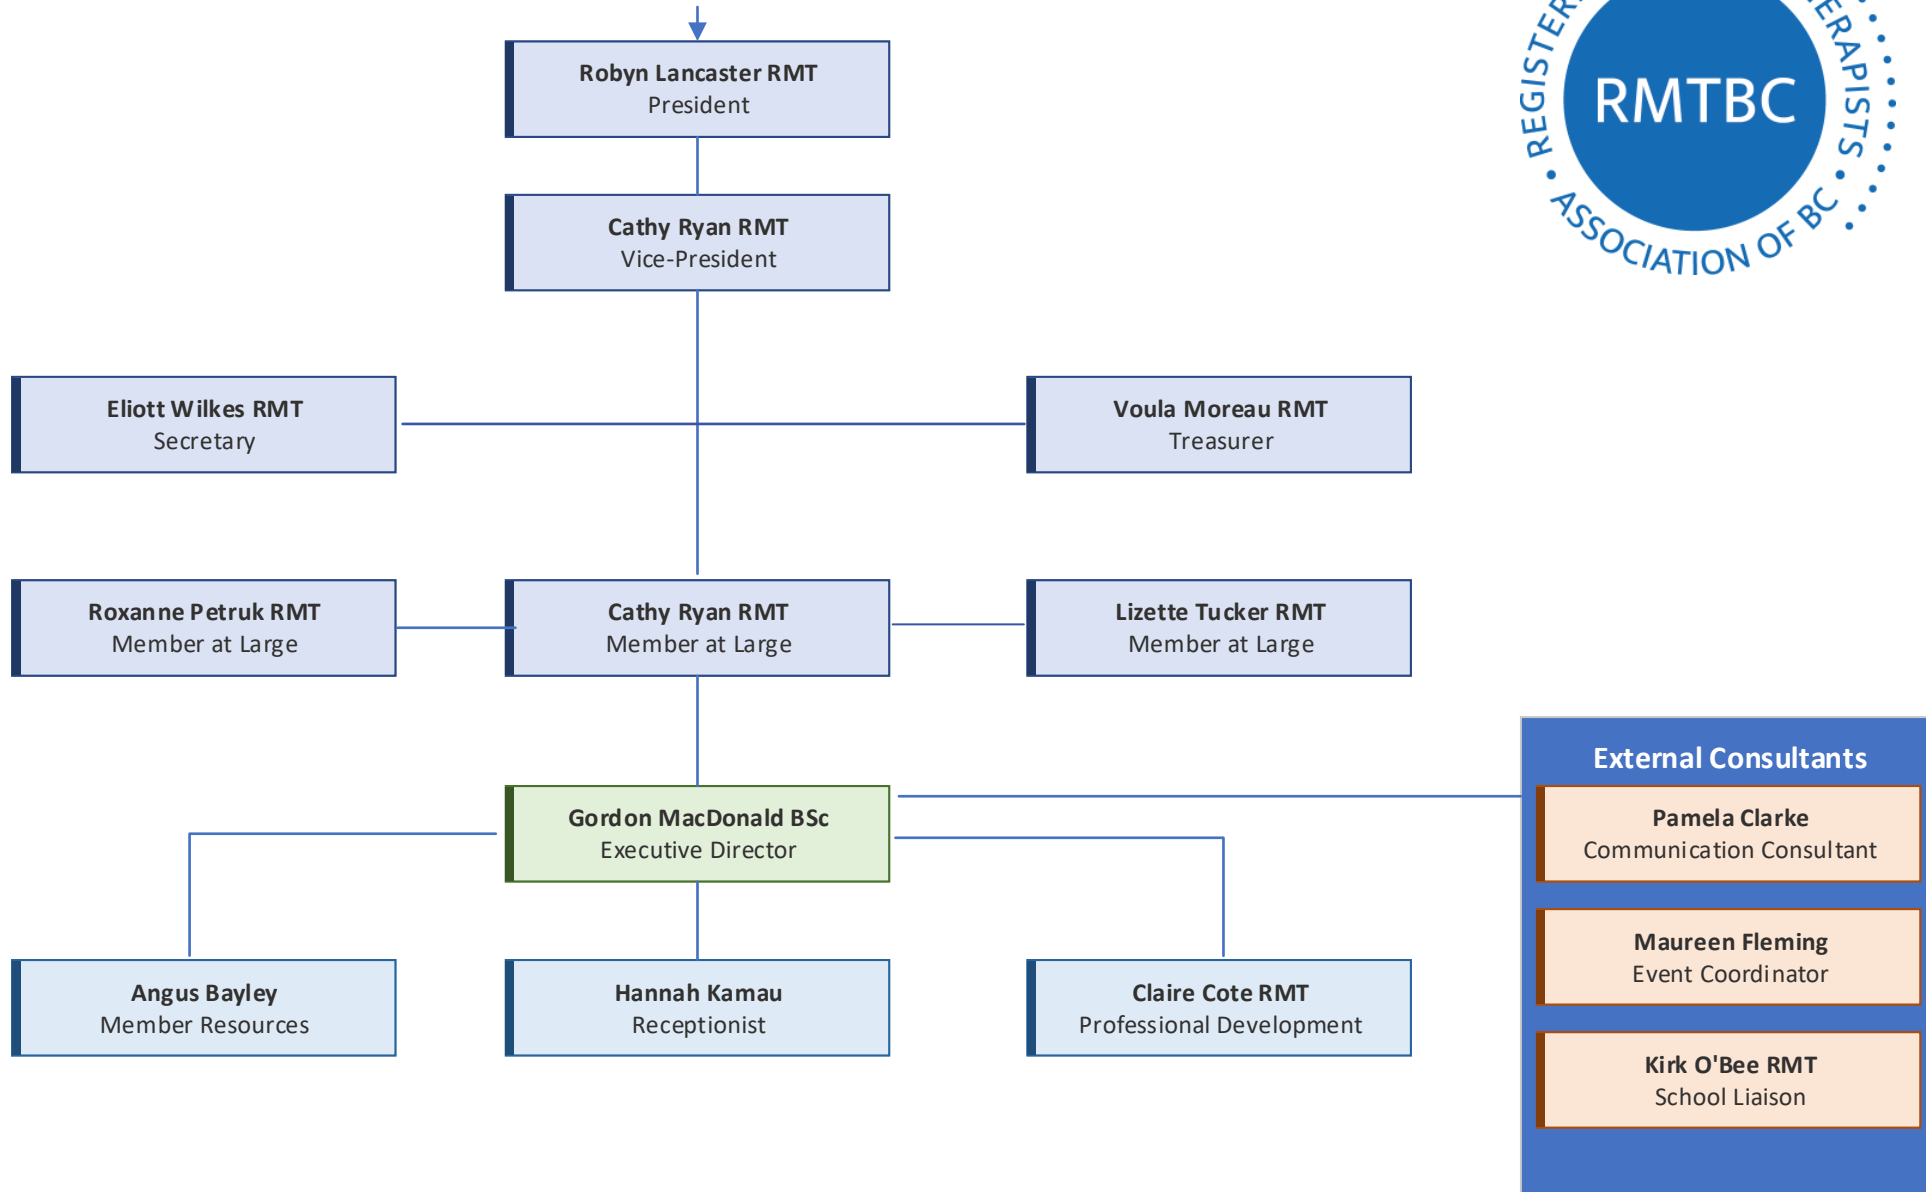 Robyn Lancaster RMT
President
RMTBC
ASSOCIATION OF BC
Cathy Ryan RMT
Vice-President
Eliott Wilkes RMT
Secretary
Voula Moreau RMT
Treasurer
Roxanne Petruk RMT
Member at Large
Cathy Ryan RMT
Member at Large
Lizette Tucker RMT
Member at Large
Gordon MacDonald BSc
Executive Director
External Consultants
Pamela Clarke
Communication Consultant
Maureen Fleming
Event Coordinator
Kirk O'Bee RMT
School Liaison
Angus Bayley
Member Resources
Hannah Kamau
Receptionist
Claire Cote RMT
Professional Development